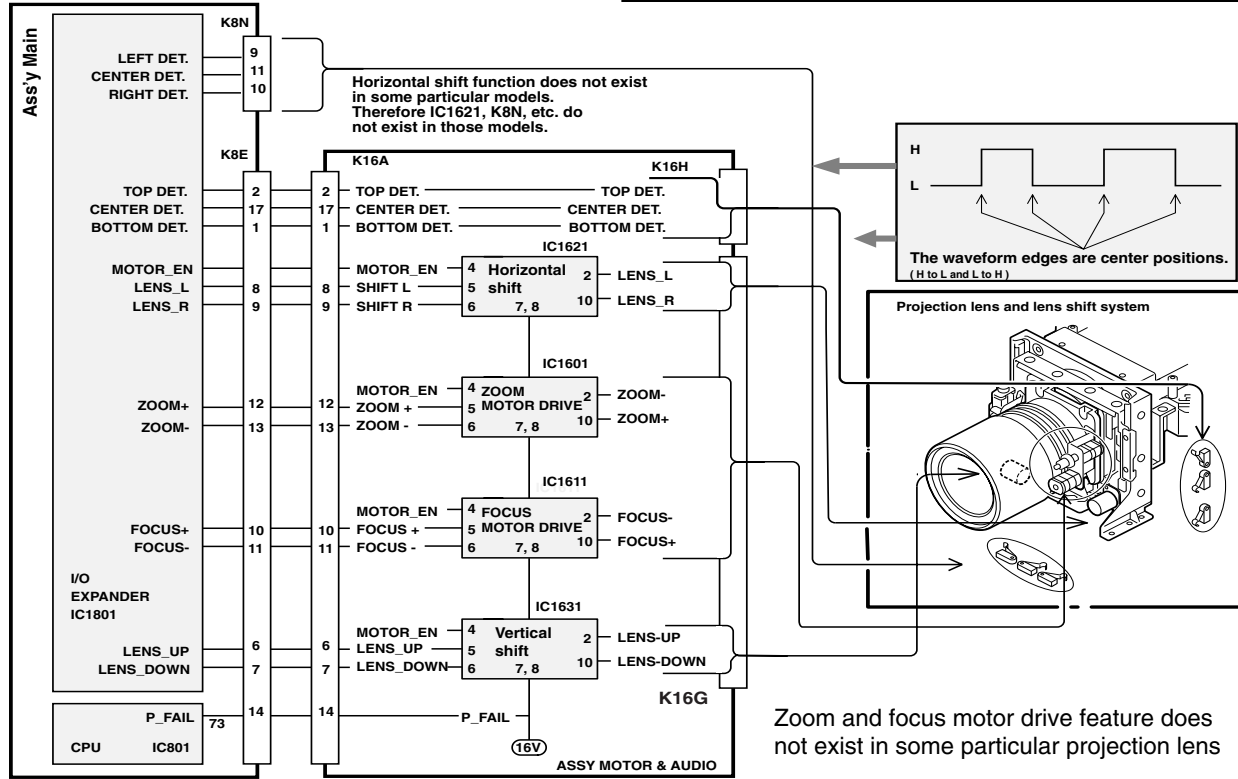 Ass'y Main
K8N
LEFT DET.
CENTER DET.
RIGHT DET.
9
11
10
Horizontal shift function does not exist
in some particular models.
Therefore IC1621, K8N, etc. do
not exist in those models.
K8E
K16A
K16H
TOP DET. 2 2 TOP DET. TOP DET.
CENTER DET. 17 17 CENTER DET. CENTER DET.
BOTTOM DET. 1 1 BOTTOM DET. BOTTOM DET.
H
L
The waveform edges are center positions.
( H to L and L to H )
IC1621
MOTOR_EN MOTOR_EN 4 Horizontal 2 LENS_L
LENS_L 8 8 SHIFT L 5 shift 10 LENS_R
LENS_R 9 9 SHIFT R 6 7, 8
Projection lens and lens shift system
IC1601
MOTOR_EN 4 ZOOM 2 ZOOM-
ZOOM+ 12 12 ZOOM + 5 MOTOR DRIVE 10 ZOOM+
ZOOM- 13 13 ZOOM - 6 7, 8
IC1611
MOTOR_EN 4 FOCUS 2 FOCUS-
FOCUS+ 10 10 FOCUS + 5 MOTOR DRIVE 10 FOCUS+
FOCUS- 11 11 FOCUS - 6 7, 8
I/O
EXPANDER
IC1801
IC1631
MOTOR_EN 4 Vertical 2 LENS-UP
LENS_UP 6 6 LENS_UP 5 shift 10 LENS-DOWN
LENS_DOWN 7 7 LENS_DOWN 6 7, 8
K16G
P_FAIL 73 14 14 P_FAIL
CPU IC801
16V
ASSY MOTOR & AUDIO
Zoom and focus motor drive feature does
not exist in some particular projection lens